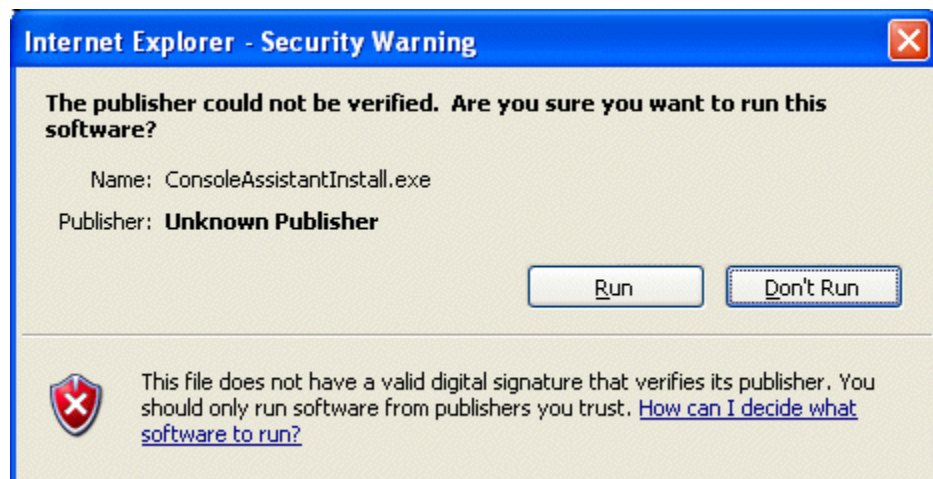 Internet Explorer - Security Warning
The publisher could not be verified. Are you sure you want to run this
software?
Name: ConsoleAssistantInstall.exe
Publisher: Unknown Publisher
Run Don't Run
This file does not have a valid digital signature that verifies its publisher. You
should only run software from publishers you trust. How can I decide what
software to run?